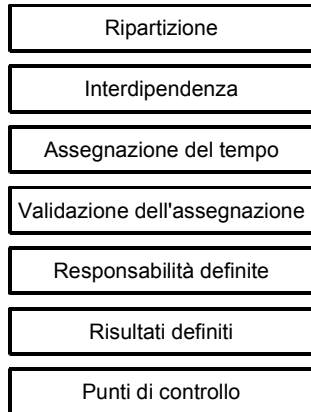 Ripartizione
Interdipendenza
Assegnazione del tempo
Validazione dell'assegnazione
Responsabilità definite
Risultati definiti
Punti di controllo